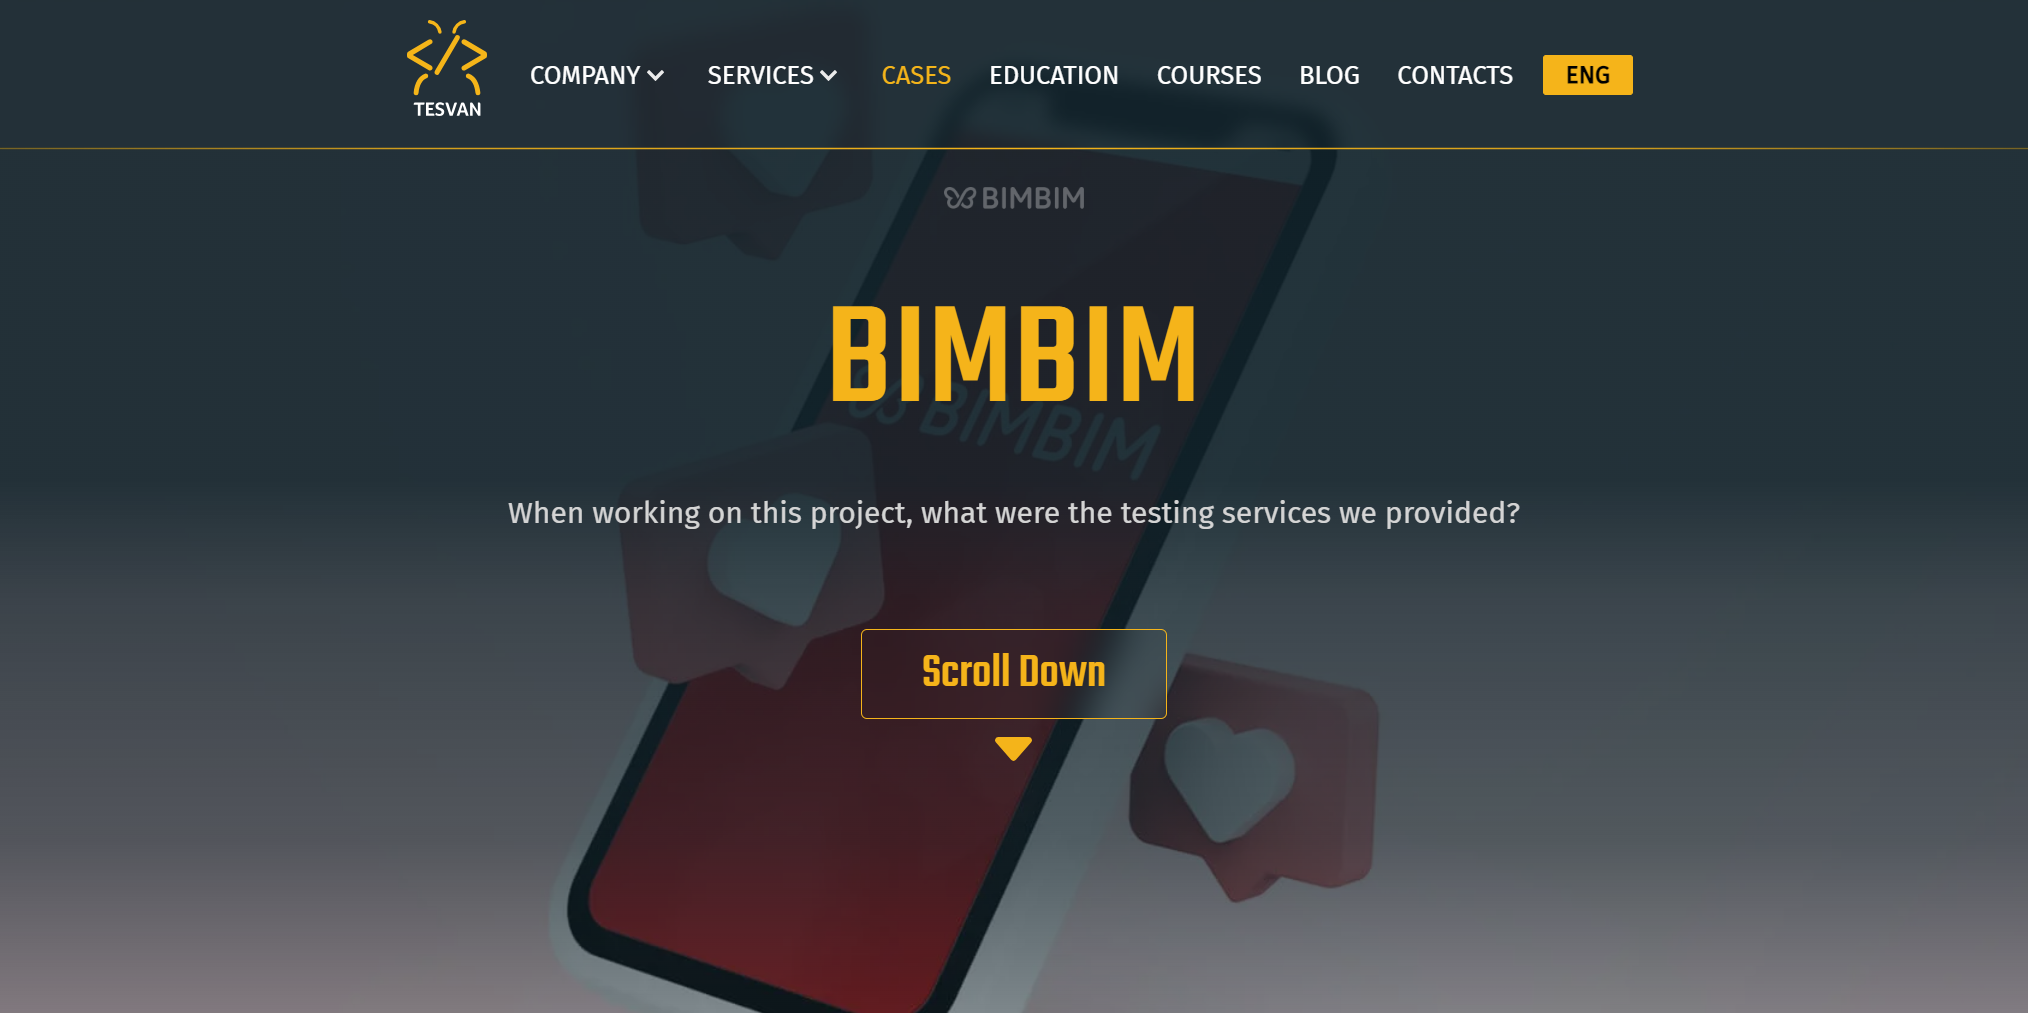 TESVAN
COMPANY SERVICES CASES EDUCATION COURSES BLOG CONTACTS ENG
BIMBIM
BIMBIM
BIMBIM
When working on this project, what were the testing services we provided?
Scroll Down